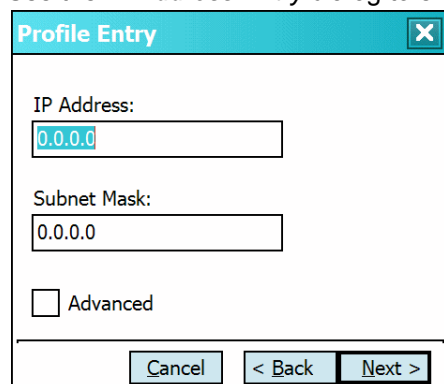 Profile Entry
IP Address:
0.0.0.0
Subnet Mask:
0.0.0.0
Advanced
Cancel < Back Next >